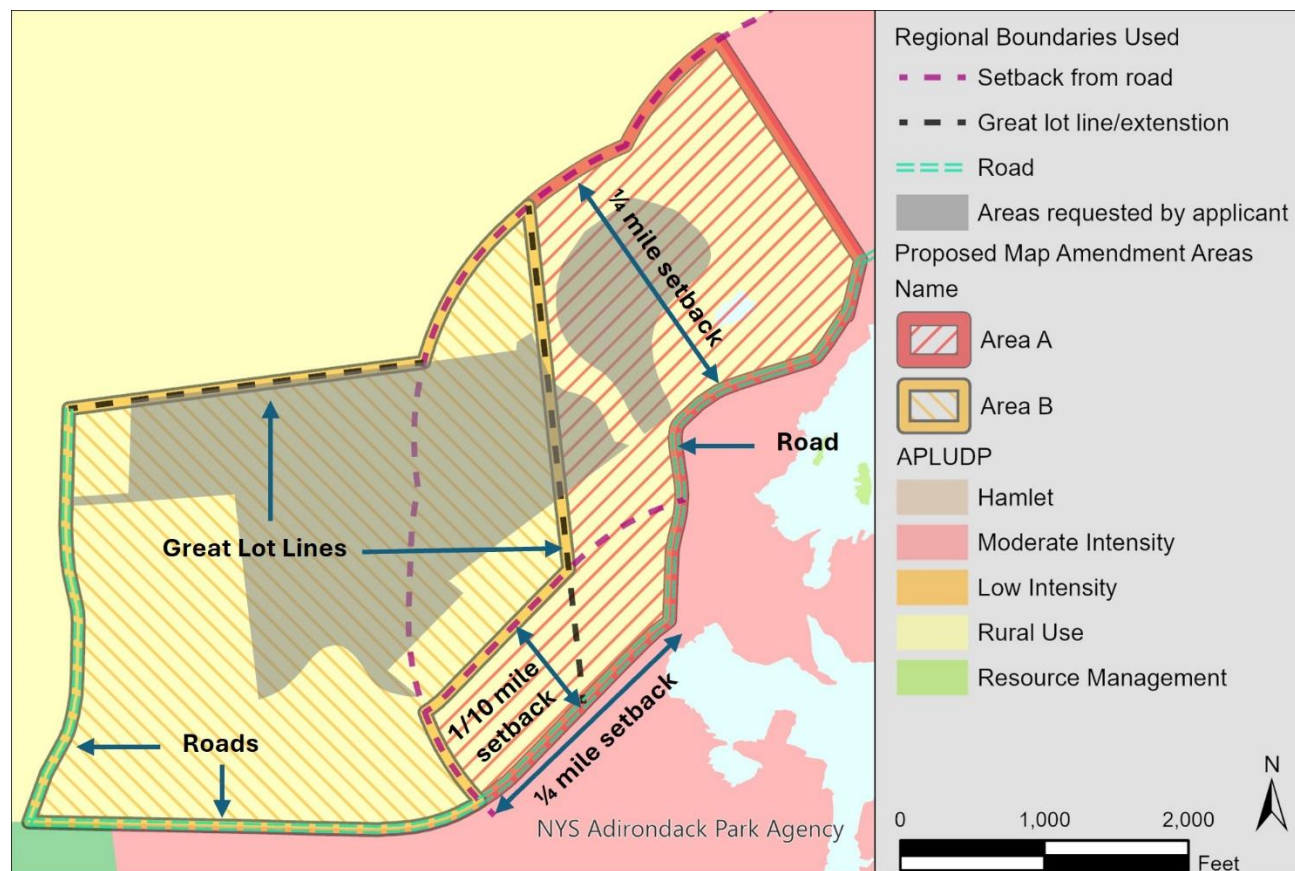 ¼ mile setback
Road
Great Lot Lines
1/10 mile
setback
¼ mile setback
Roads
NYS Adirondack Park Agency
Regional Boundaries Used
Setback from road
Great lot line/extenstion
Road
Areas requested by applicant
Proposed Map Amendment Areas
Name
Area A
Area B
APLUDP
Hamlet
Moderate Intensity
Low Intensity
Rural Use
Resource Management
N
0 1,000 2,000
Feet